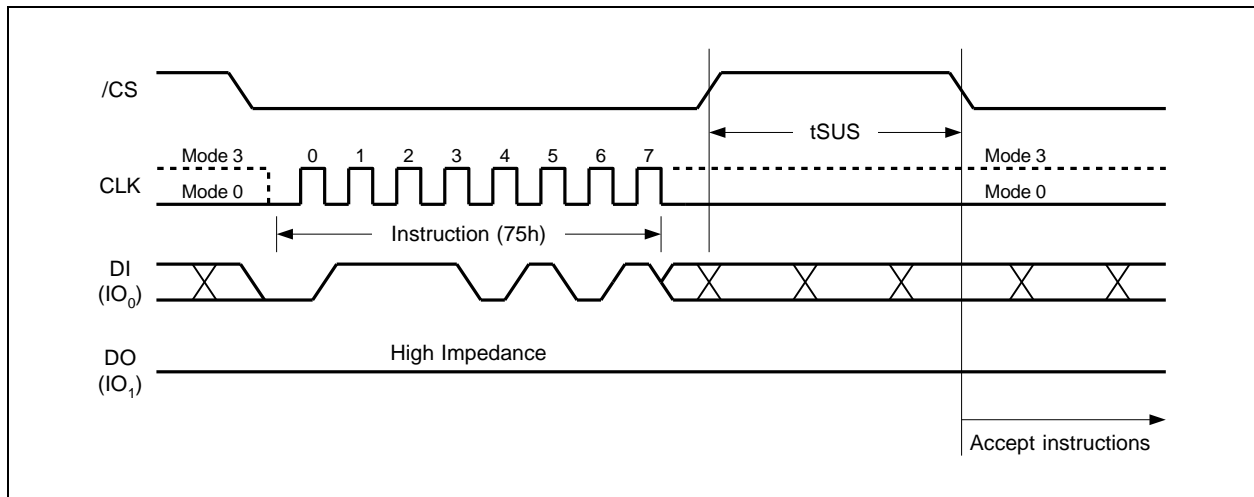 /CS
tSUS
Mode 3 0 1 2 3 4 5 6 7 Mode 3
CLK
Mode 0 Mode 0
Instruction (75h)
DI
(IO₀)
High Impedance
DO
(IO₁)
Accept instructions